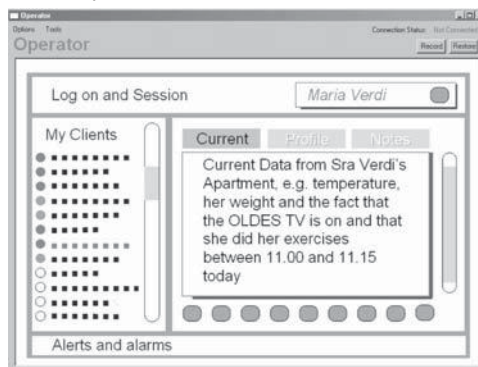 Operator
Options Tools
Connection Status: Not Connected
Operator
Record Restore
Log on and Session
Maria Verdi
My Clients
Current Profile Notes
Current Data from Sra Verdi's
Apartment, e.g. temperature,
her weight and the fact that
the OLDES TV is on and that
she did her exercises
between 11.00 and 11.15
today
Alerts and alarms